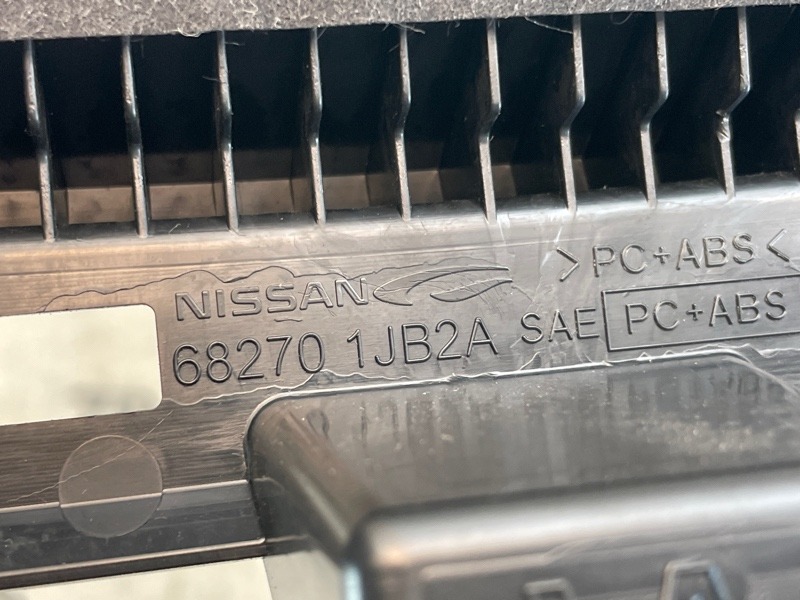 >PC+ABS<
NISSAN
68270 1JB2A SAE PC+ABS